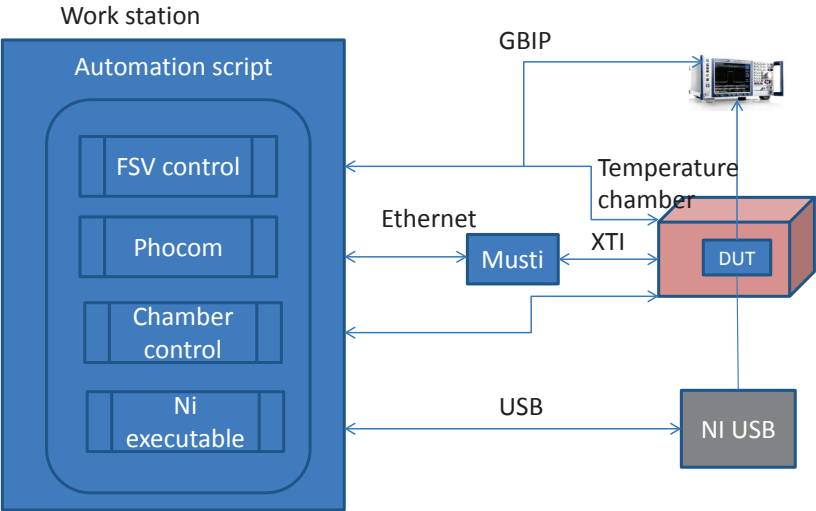 Work station
Automation script
FSV control
Phocom
Chamber
control
Ni
executable
GBIP
Ethernet
Musti
XTI
Temperature
chamber
DUT
USB
NI USB